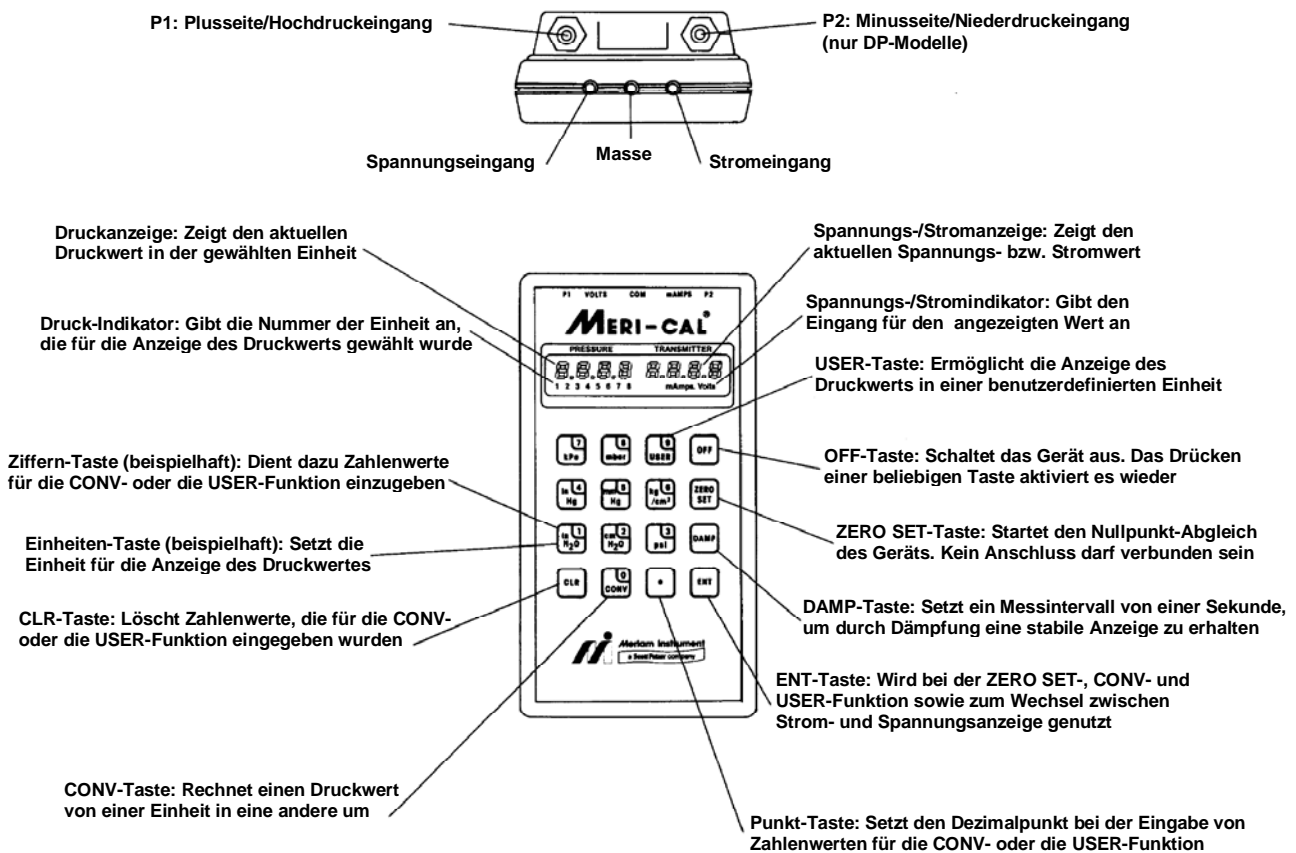 P1: Plusseite/Hochdruckeingang
P2: Minusseite/Niederdruckeingang
(nur DP-Modelle)
Spannungseingang
Masse
Stromeingang
Druckanzeige: Zeigt den aktuellen
Druckwert in der gewählten Einheit
Spannungs-/Stromanzeige: Zeigt den
aktuellen Spannungs- bzw. Stromwert
Druck-Indikator: Gibt die Nummer der Einheit an,
die für die Anzeige des Druckwerts gewählt wurde
Spannungs-/Stromindikator: Gibt den
Eingang für den angezeigten Wert an
USER-Taste: Ermöglicht die Anzeige des
Druckwerts in einer benutzerdefinierten Einheit
P1 VOLTS COM mAMPS P2
MERI-CAL®
PRESSURE TRANSMITTER
8.8.8.8 8.8.8.8
1 2 3 4 5 6 7 8 mAmps. Volts
7 kPa 8 mbar 9 USER OFF
in 4 Hg mm 5 Hg kg 6 /cm² ZERO SET
in 1 H₂O cm 2 H₂O 3 psi DAMP
CLR 0 CONV • ENT
Meriam Instrument
a Scott Fetzer company
Ziffern-Taste (beispielhaft): Dient dazu Zahlenwerte
für die CONV- oder die USER-Funktion einzugeben
OFF-Taste: Schaltet das Gerät aus. Das Drücken
einer beliebigen Taste aktiviert es wieder
Einheiten-Taste (beispielhaft): Setzt die
Einheit für die Anzeige des Druckwertes
ZERO SET-Taste: Startet den Nullpunkt-Abgleich
des Geräts. Kein Anschluss darf verbunden sein
CLR-Taste: Löscht Zahlenwerte, die für die CONV-
oder die USER-Funktion eingegeben wurden
DAMP-Taste: Setzt ein Messintervall von einer Sekunde,
um durch Dämpfung eine stabile Anzeige zu erhalten
ENT-Taste: Wird bei der ZERO SET-, CONV- und
USER-Funktion sowie zum Wechsel zwischen
Strom- und Spannungsanzeige genutzt
CONV-Taste: Rechnet einen Druckwert
von einer Einheit in eine andere um
Punkt-Taste: Setzt den Dezimalpunkt bei der Eingabe von
Zahlenwerten für die CONV- oder die USER-Funktion